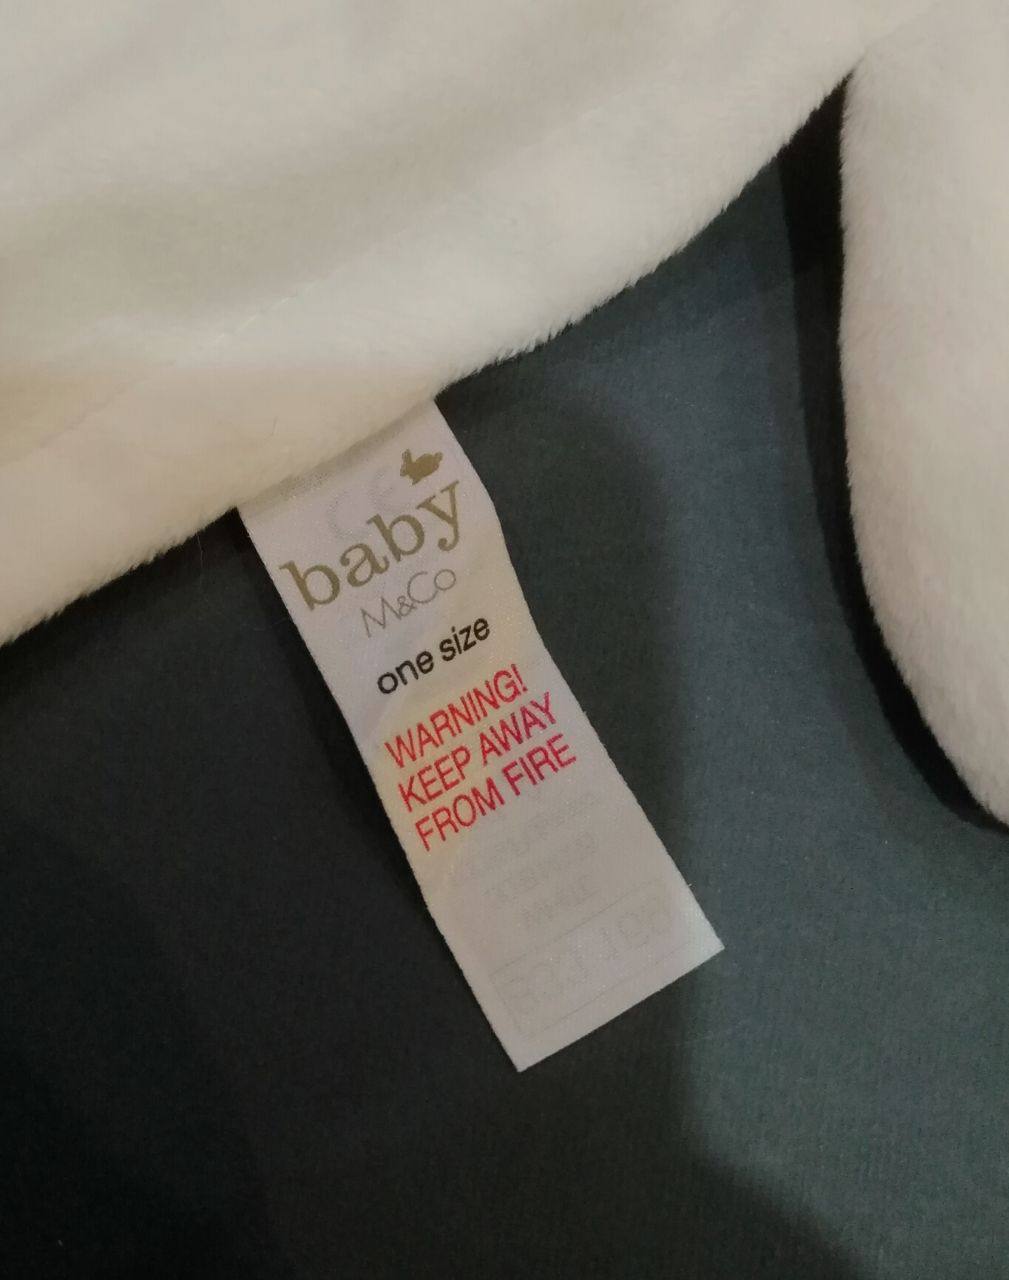 baby
M&Co
one size
WARNING!
KEEP AWAY
FROM FIRE